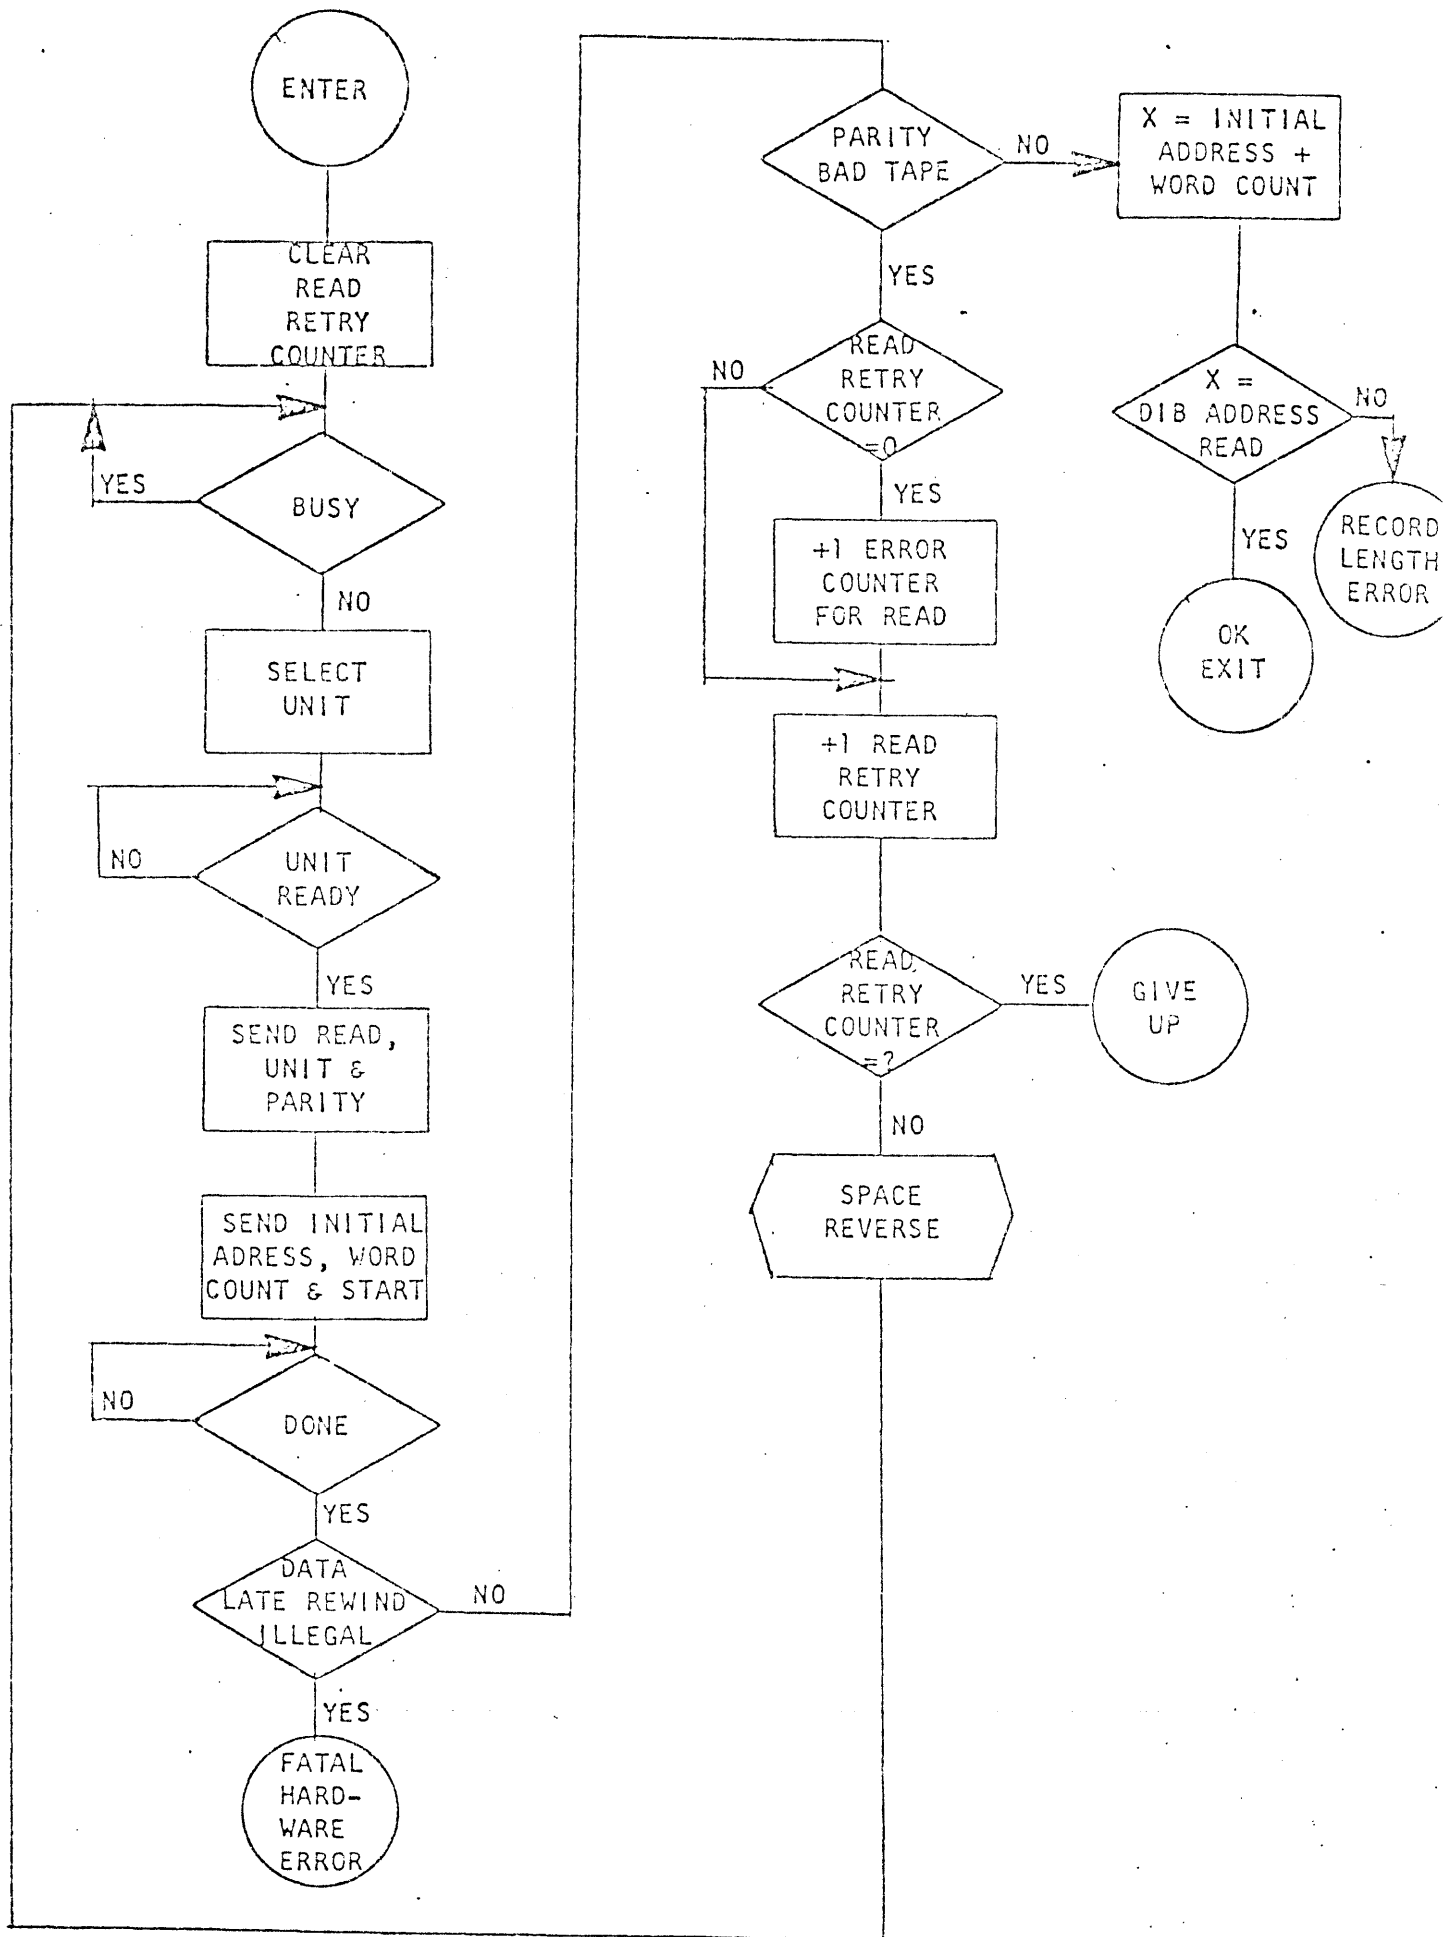 ENTER
CLEAR
READ
RETRY
COUNTER
YES
BUSY
NO
SELECT
UNIT
NO
UNIT
READY
YES
SEND READ,
UNIT &
PARITY
SEND INITIAL
ADRESS, WORD
COUNT & START
NO
DONE
YES
DATA
LATE REWIND
ILLEGAL
NO
YES
FATAL
HARD-
WARE
ERROR
PARITY
BAD TAPE
NO
YES
READ
RETRY
COUNTER
=0
NO
YES
+1 ERROR
COUNTER
FOR READ
+1 READ
RETRY
COUNTER
READ
RETRY
COUNTER
=?
YES
GIVE
UP
NO
SPACE
REVERSE
X = INITIAL
ADDRESS +
WORD COUNT
X =
DIB ADDRESS
READ
NO
RECORD
LENGTH
ERROR
YES
OK
EXIT